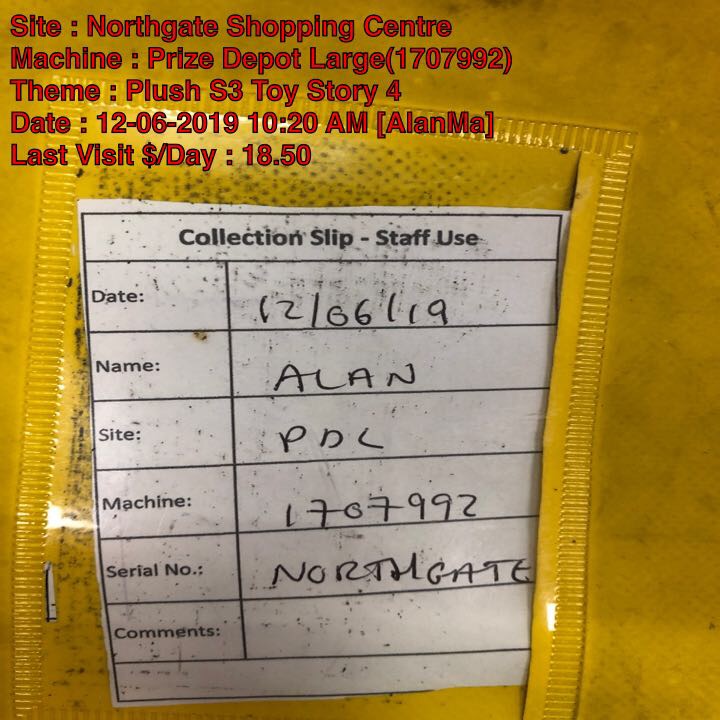 Site : Northgate Shopping Centre
Machine : Prize Depot Large(1707992)
Theme : Plush S3 Toy Story 4
Date : 12-06-2019 10:20 AM [AlanMa]
Last Visit $/Day : 18.50
Collection Slip - Staff Use
Date: 12/06/19
Name: ALAN
Site: PDL
Machine: 1707992
Serial No.: NORTHGATE
Comments: